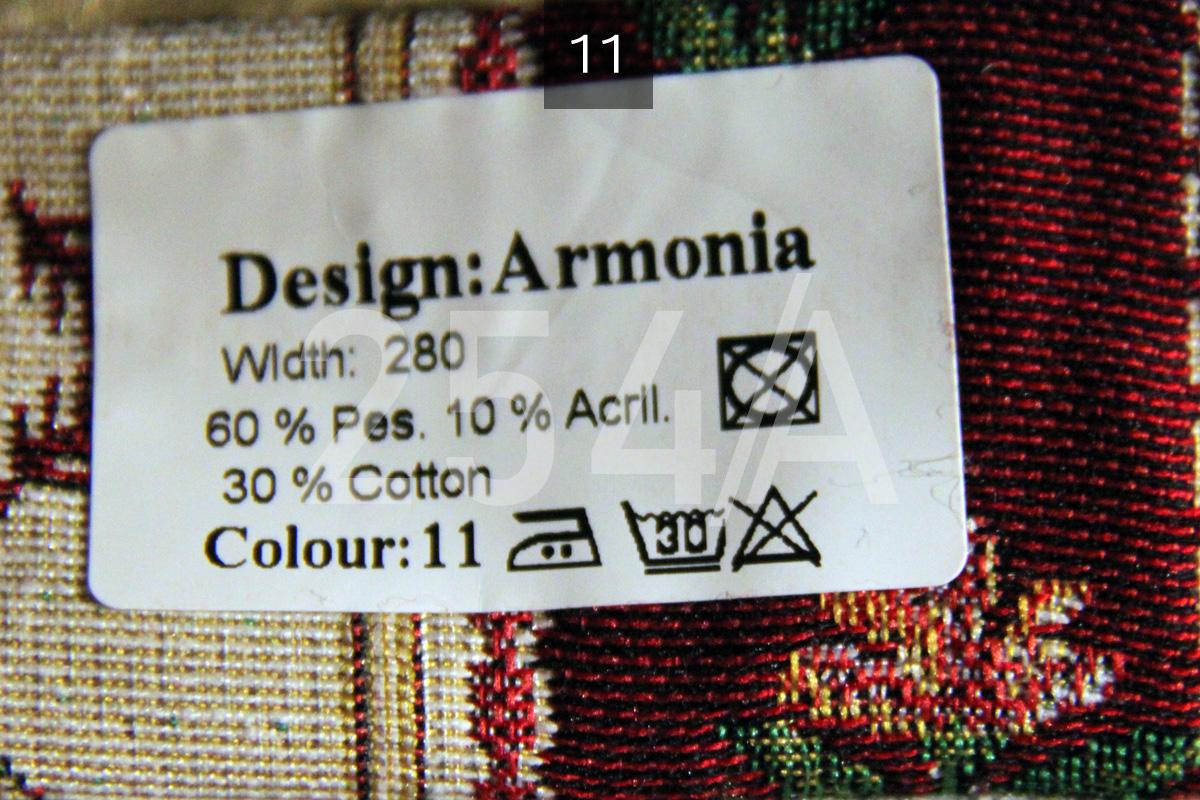 11
Design:Armonia
Width: 280
60 % Pes. 10 % Acril.
30 % Cotton
Colour:11
30
254/A